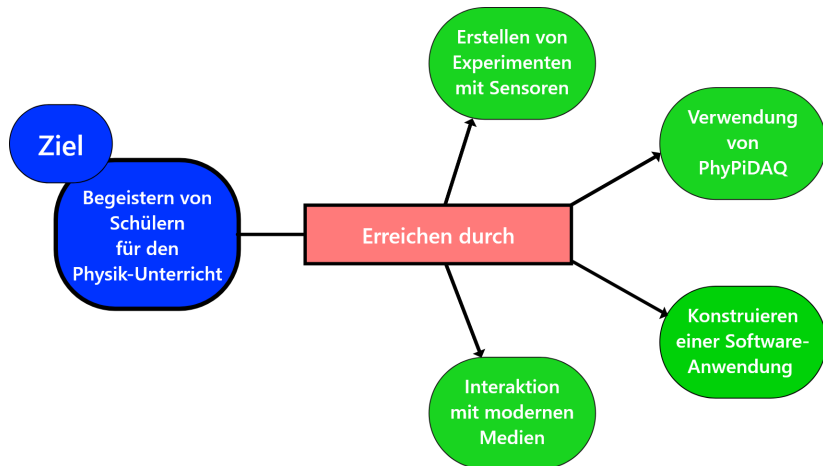 Ziel
Begeistern von
Schülern
für den
Physik-Unterricht
Erreichen durch
Erstellen von
Experimenten
mit Sensoren
Verwendung
von
PhyPiDAQ
Konstruieren
einer Software-
Anwendung
Interaktion
mit modernen
Medien